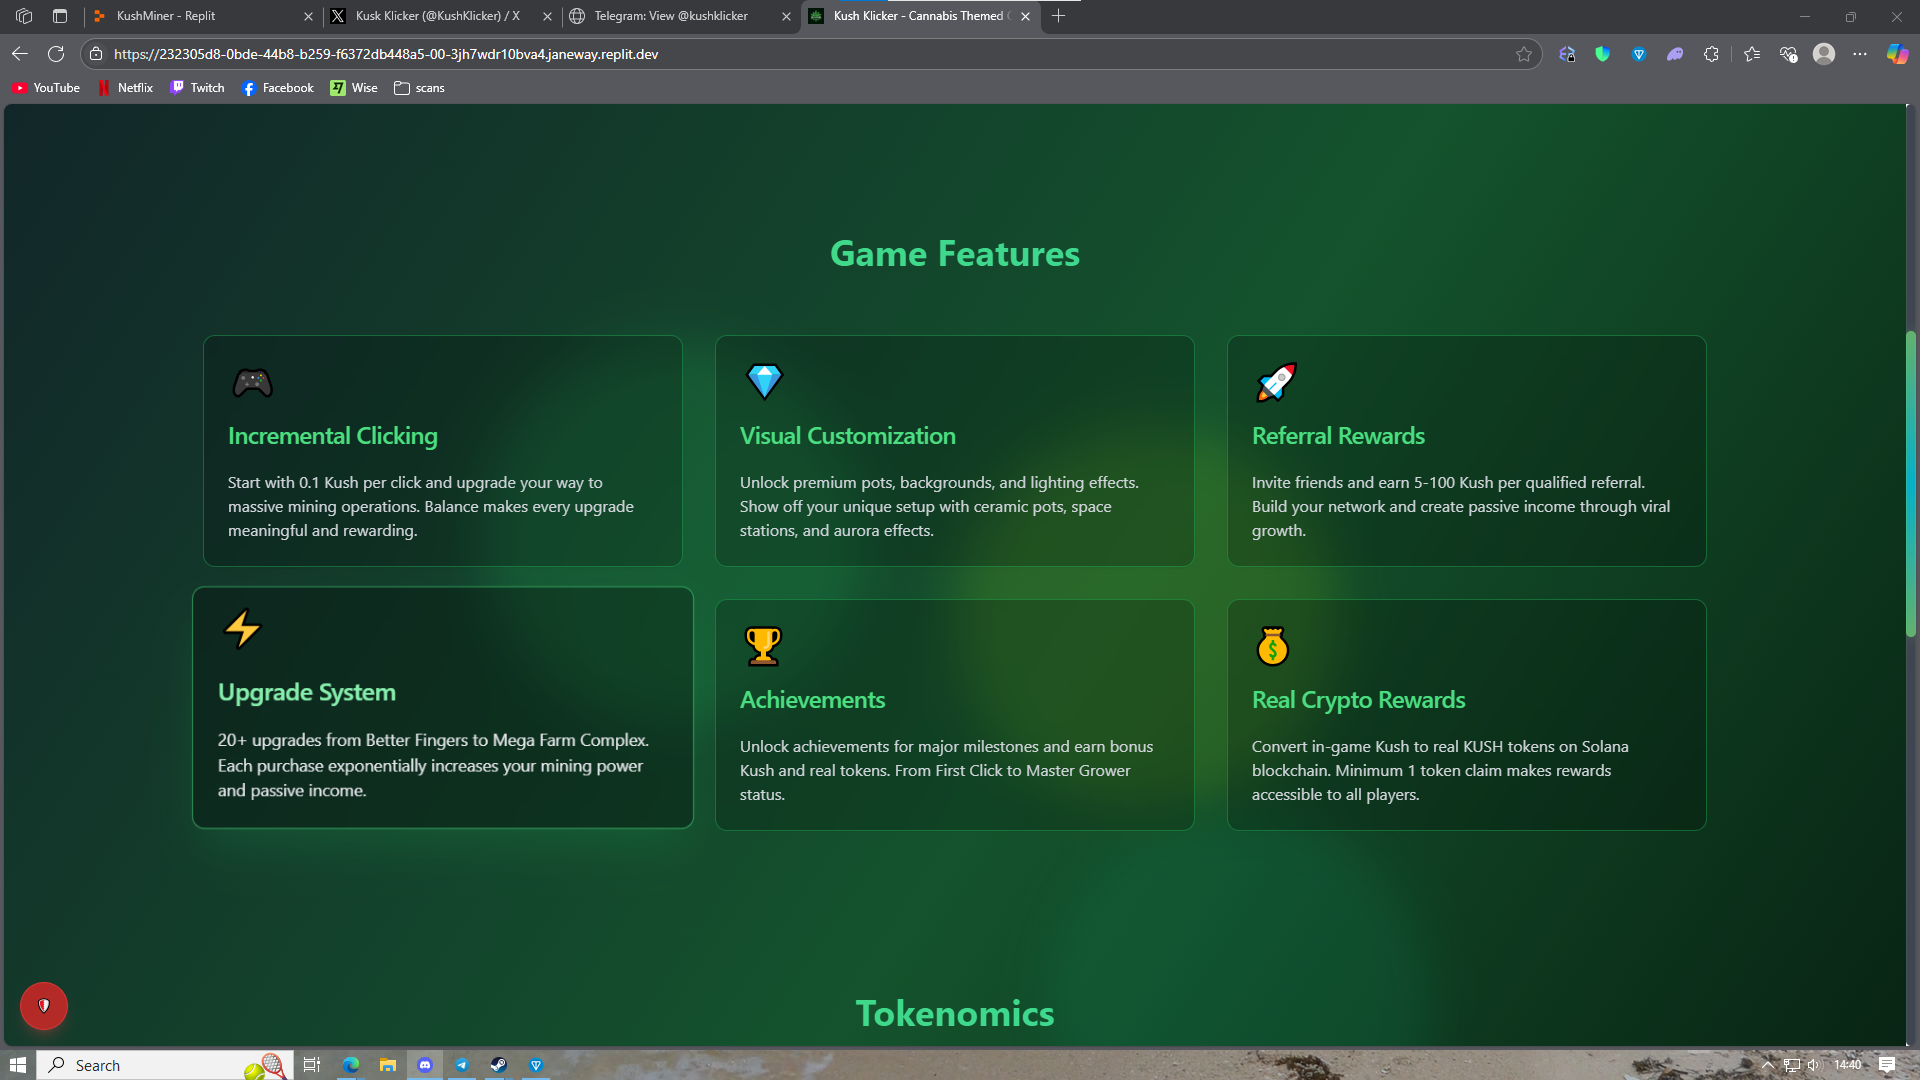 KushMiner - Replit
Kusk Klicker (@KushKlicker) / X
Telegram: View @kushklicker
Kush Klicker - Cannabis Themed
https://232305d8-0bde-44b8-b259-f6372db448a5-00-3jh7wdr10bva4.janeway.replit.dev
YouTube
Netflix
Twitch
Facebook
Wise
scans
Game Features
Incremental Clicking
Start with 0.1 Kush per click and upgrade your way to
massive mining operations. Balance makes every upgrade
meaningful and rewarding.
Visual Customization
Unlock premium pots, backgrounds, and lighting effects.
Show off your unique setup with ceramic pots, space
stations, and aurora effects.
Referral Rewards
Invite friends and earn 5-100 Kush per qualified referral.
Build your network and create passive income through viral
growth.
Upgrade System
20+ upgrades from Better Fingers to Mega Farm Complex.
Each purchase exponentially increases your mining power
and passive income.
Achievements
Unlock achievements for major milestones and earn bonus
Kush and real tokens. From First Click to Master Grower
status.
Real Crypto Rewards
Convert in-game Kush to real KUSH tokens on Solana
blockchain. Minimum 1 token claim makes rewards
accessible to all players.
Tokenomics
Search
14:40